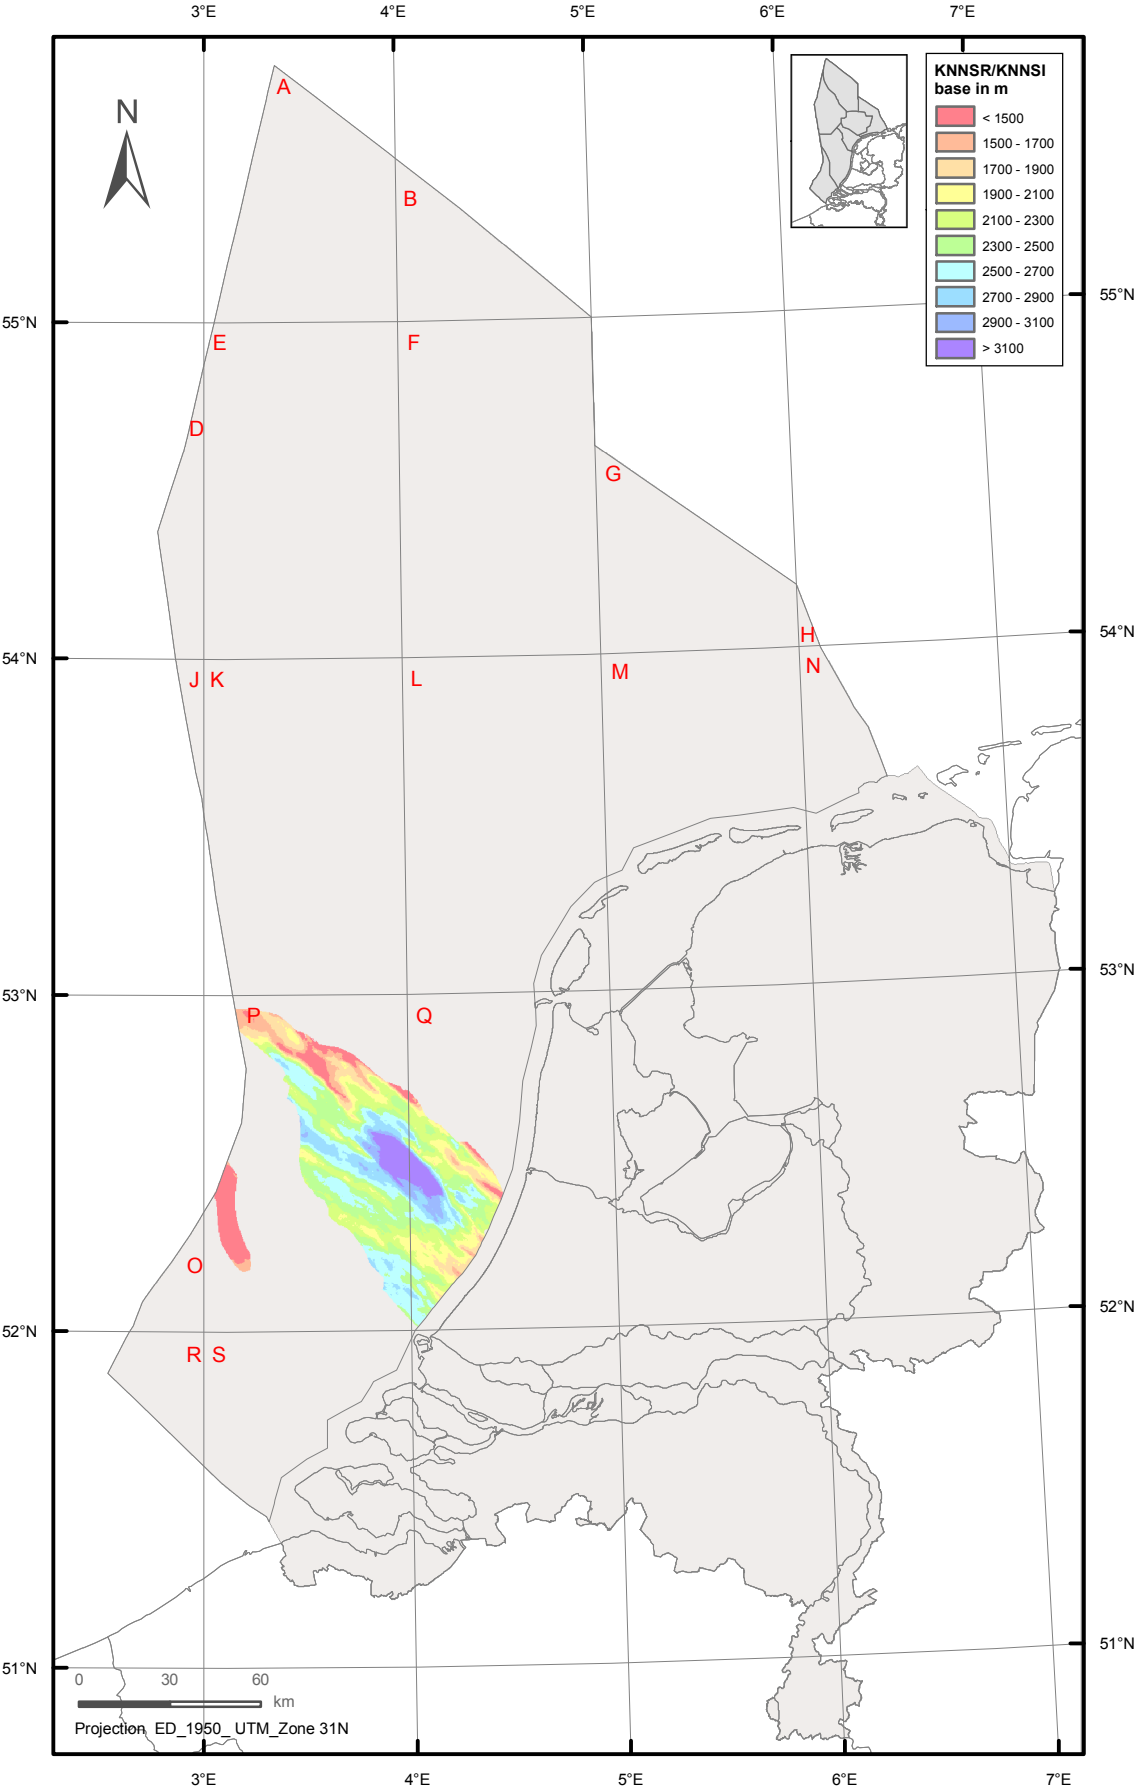 3°E 4°E 5°E 6°E 7°E
KNNSR/KNNSI
base in m
< 1500
1500 - 1700
1700 - 1900
1900 - 2100
2100 - 2300
2300 - 2500
2500 - 2700
2700 - 2900
2900 - 3100
> 3100
N
A
B
55°N 55°N
E F
D
G
H
54°N 54°N
J K L M N
53°N 53°N
P Q
O
52°N 52°N
R S
51°N 51°N
0 30 60
km
Projection ED_1950_ UTM_Zone 31N
3°E 4°E 5°E 6°E 7°E